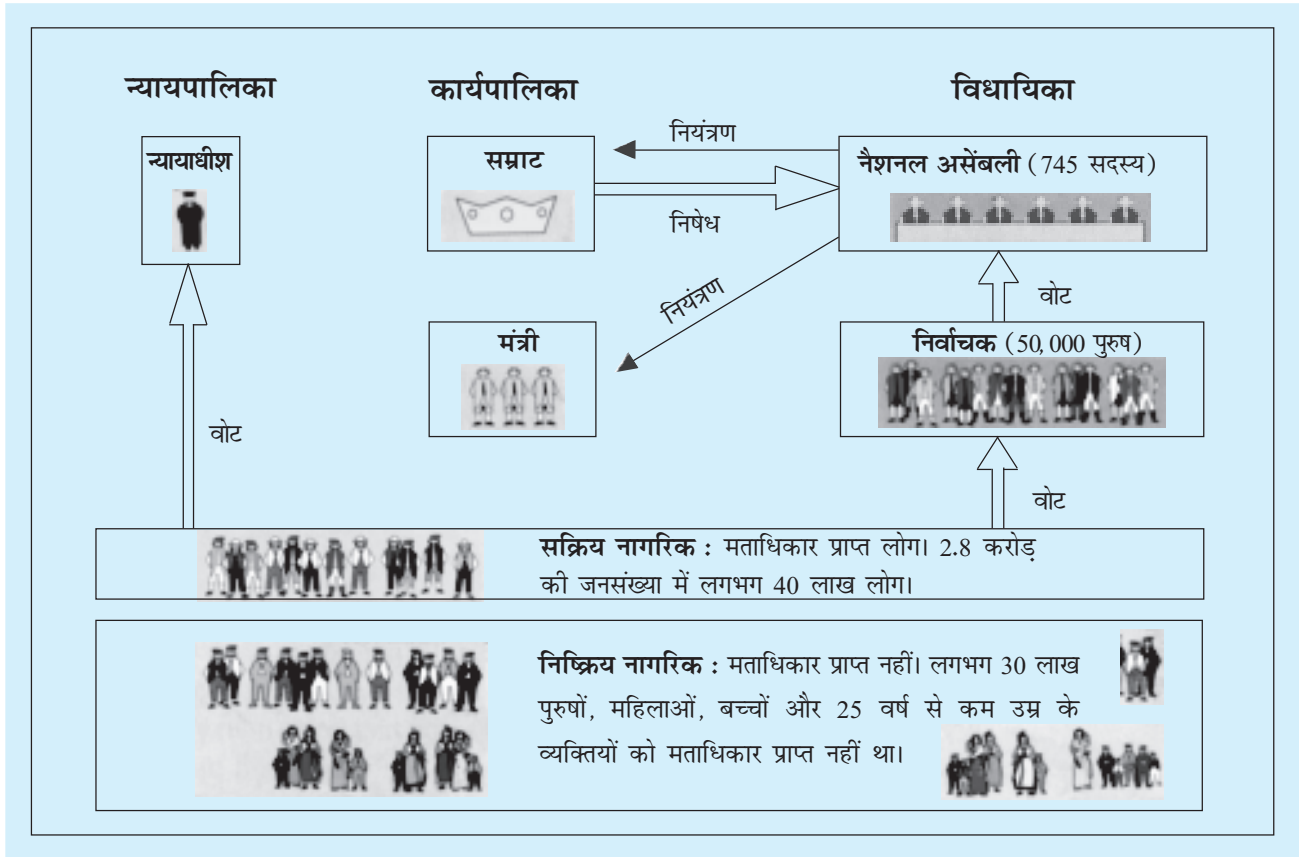 न्यायपालिका
कार्यपालिका
विधायिका
न्यायाधीश
सम्राट
नियंत्रण
निषेध
नैशनल असेंबली (745 सदस्य)
नियंत्रण
वोट
मंत्री
निर्वाचक (50,000 पुरुष)
वोट
वोट
सक्रिय नागरिक : मताधिकार प्राप्त लोग। 2.8 करोड़
की जनसंख्या में लगभग 40 लाख लोग।
निष्क्रिय नागरिक : मताधिकार प्राप्त नहीं। लगभग 30 लाख
पुरुषों, महिलाओं, बच्चों और 25 वर्ष से कम उम्र के
व्यक्तियों को मताधिकार प्राप्त नहीं था।